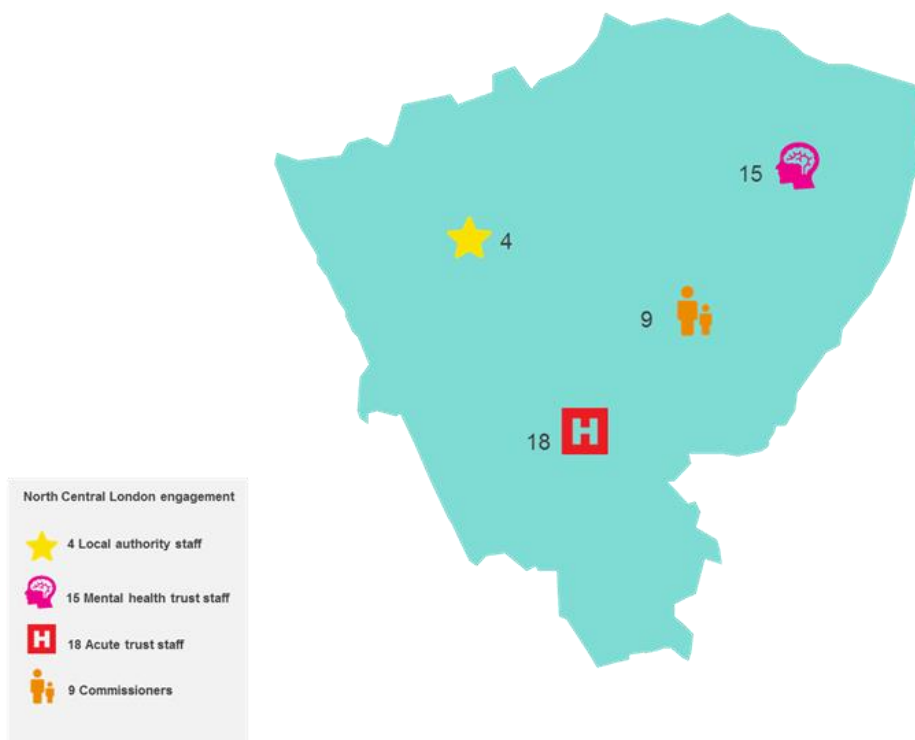 15
4
9
18
North Central London engagement
4 Local authority staff
15 Mental health trust staff
H
18 Acute trust staff
9 Commissioners